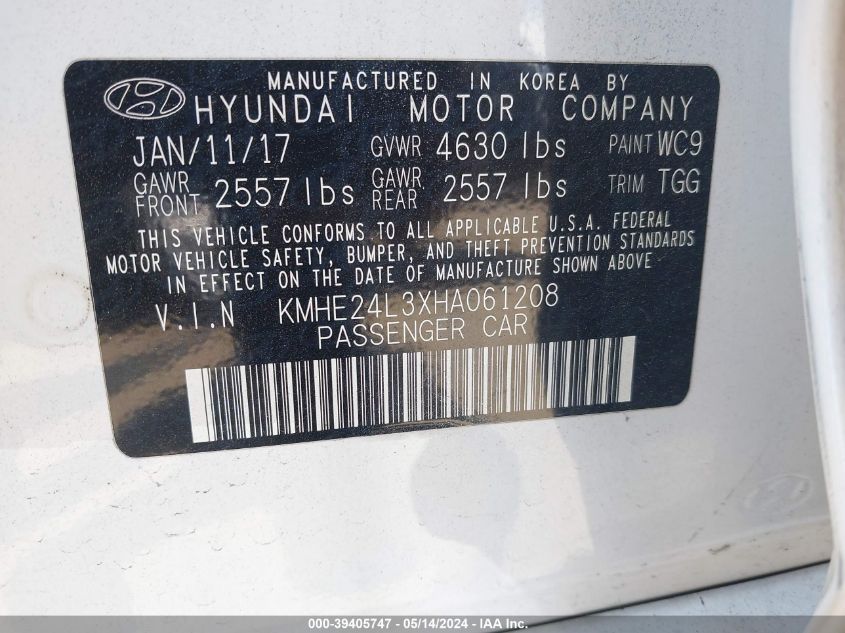 MANUFACTURED IN KOREA BY
HYUNDAI MOTOR COMPANY
JAN/11/17 GVWR 4630 lbs PAINT WC9
GAWR FRONT 2557 lbs GAWR REAR 2557 lbs TRIM TGG
THIS VEHICLE CONFORMS TO ALL APPLICABLE U.S.A. FEDERAL
MOTOR VEHICLE SAFETY, BUMPER, AND THEFT PREVENTION STANDARDS
IN EFFECT ON THE DATE OF MANUFACTURE SHOWN ABOVE
V.I.N KMHE24L3XHA061208
PASSENGER CAR
000-39405747 - 05/14/2024 - IAA Inc.